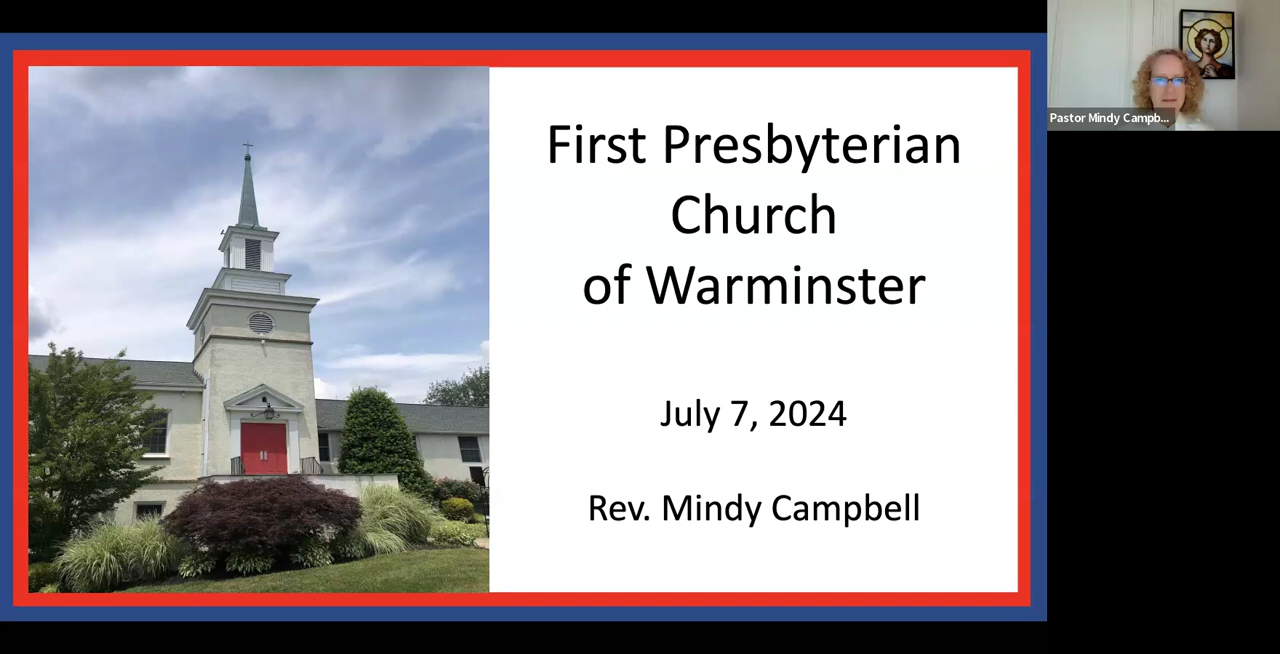 First Presbyterian
Church
of Warminster
July 7, 2024
Rev. Mindy Campbell
Pastor Mindy Campb...